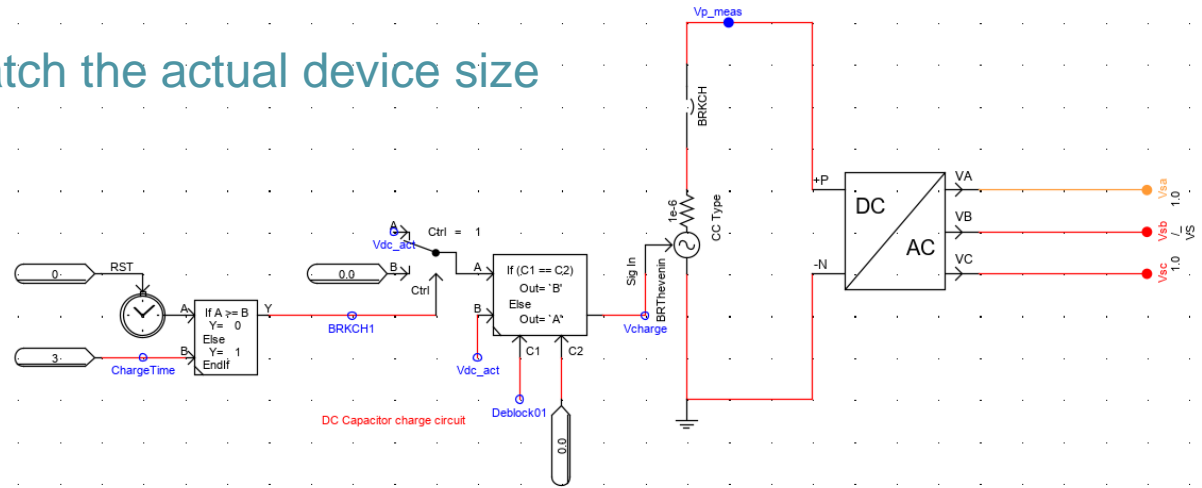 Vp_meas
atch the actual device size
BRKCH
+P
VA
DC
Vsa
1e-6
CC Type
A
Ctrl = 1
Vdc_act
VB
Vsb
1.0
/_
VS
AC
RST
0.0
B
A
If (C1 == C2)
Sig In
-N
VC
Vsc
1.0
0
Ctrl
Out= `B'
Else
BRThevenin
A
If A >= B
Y
B
Out= `A'
Y= 0
BRKCH1
Vcharge
Else
3
B
Y= 1
C1
C2
ChargeTime
EndIf
Vdc_act
Deblock01
DC Capacitor charge circuit
0.0